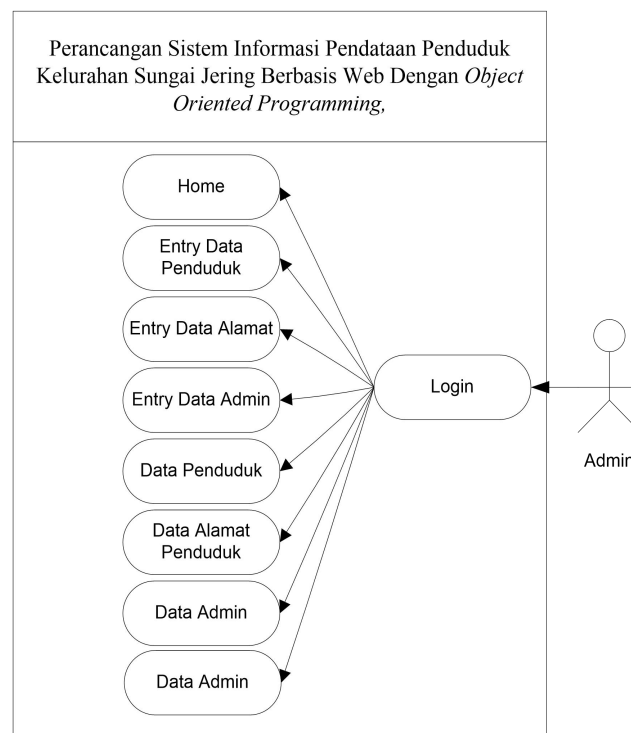 Perancangan Sistem Informasi Pendataan Penduduk
Kelurahan Sungai Jering Berbasis Web Dengan Object
Oriented Programming,
Home
Entry Data
Penduduk
Entry Data Alamat
Entry Data Admin
Data Penduduk
Data Alamat
Penduduk
Data Admin
Data Admin
Login
Admin